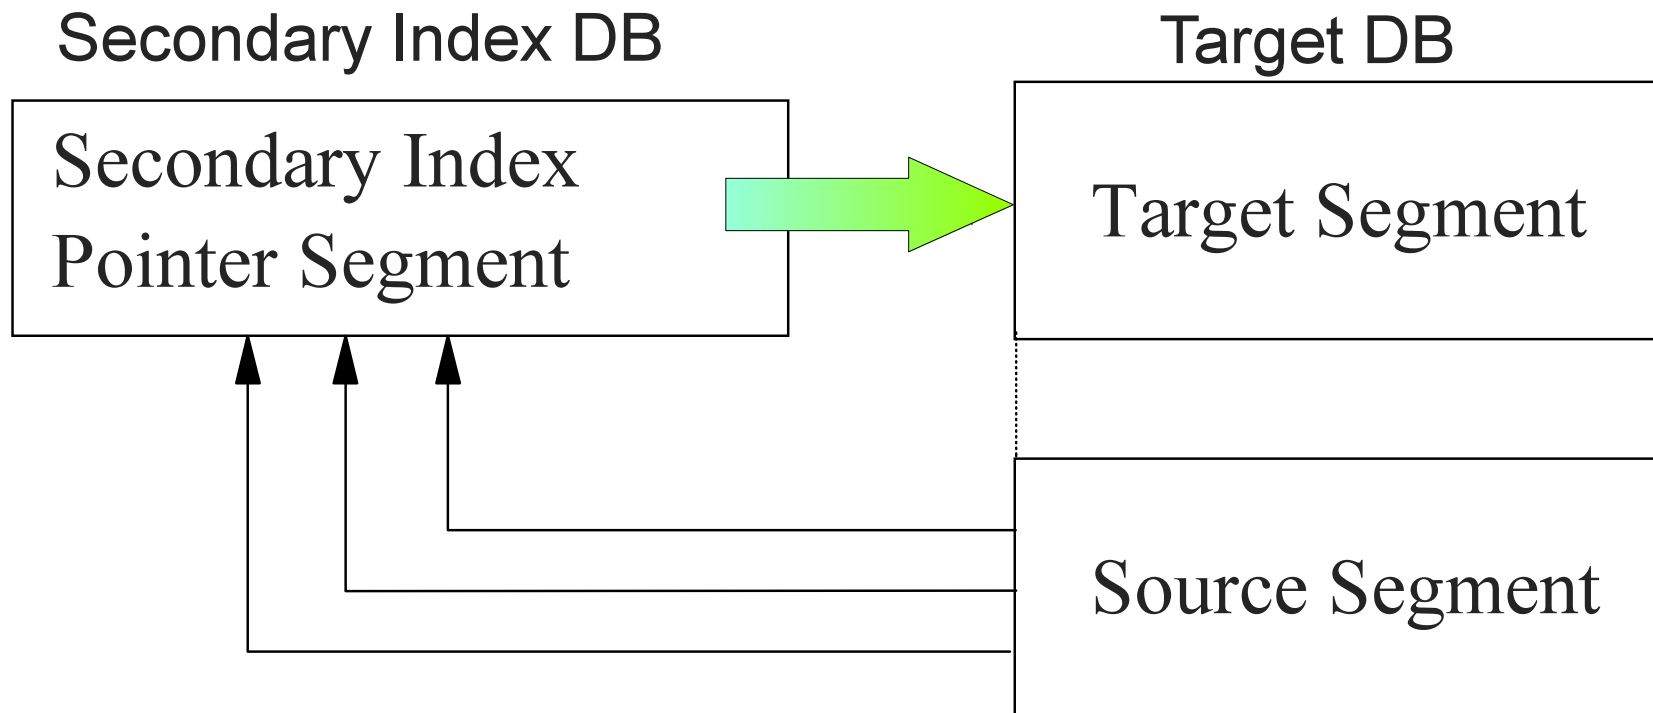 Secondary Index DB
Target DB
Secondary Index
Pointer Segment
Target Segment
Source Segment